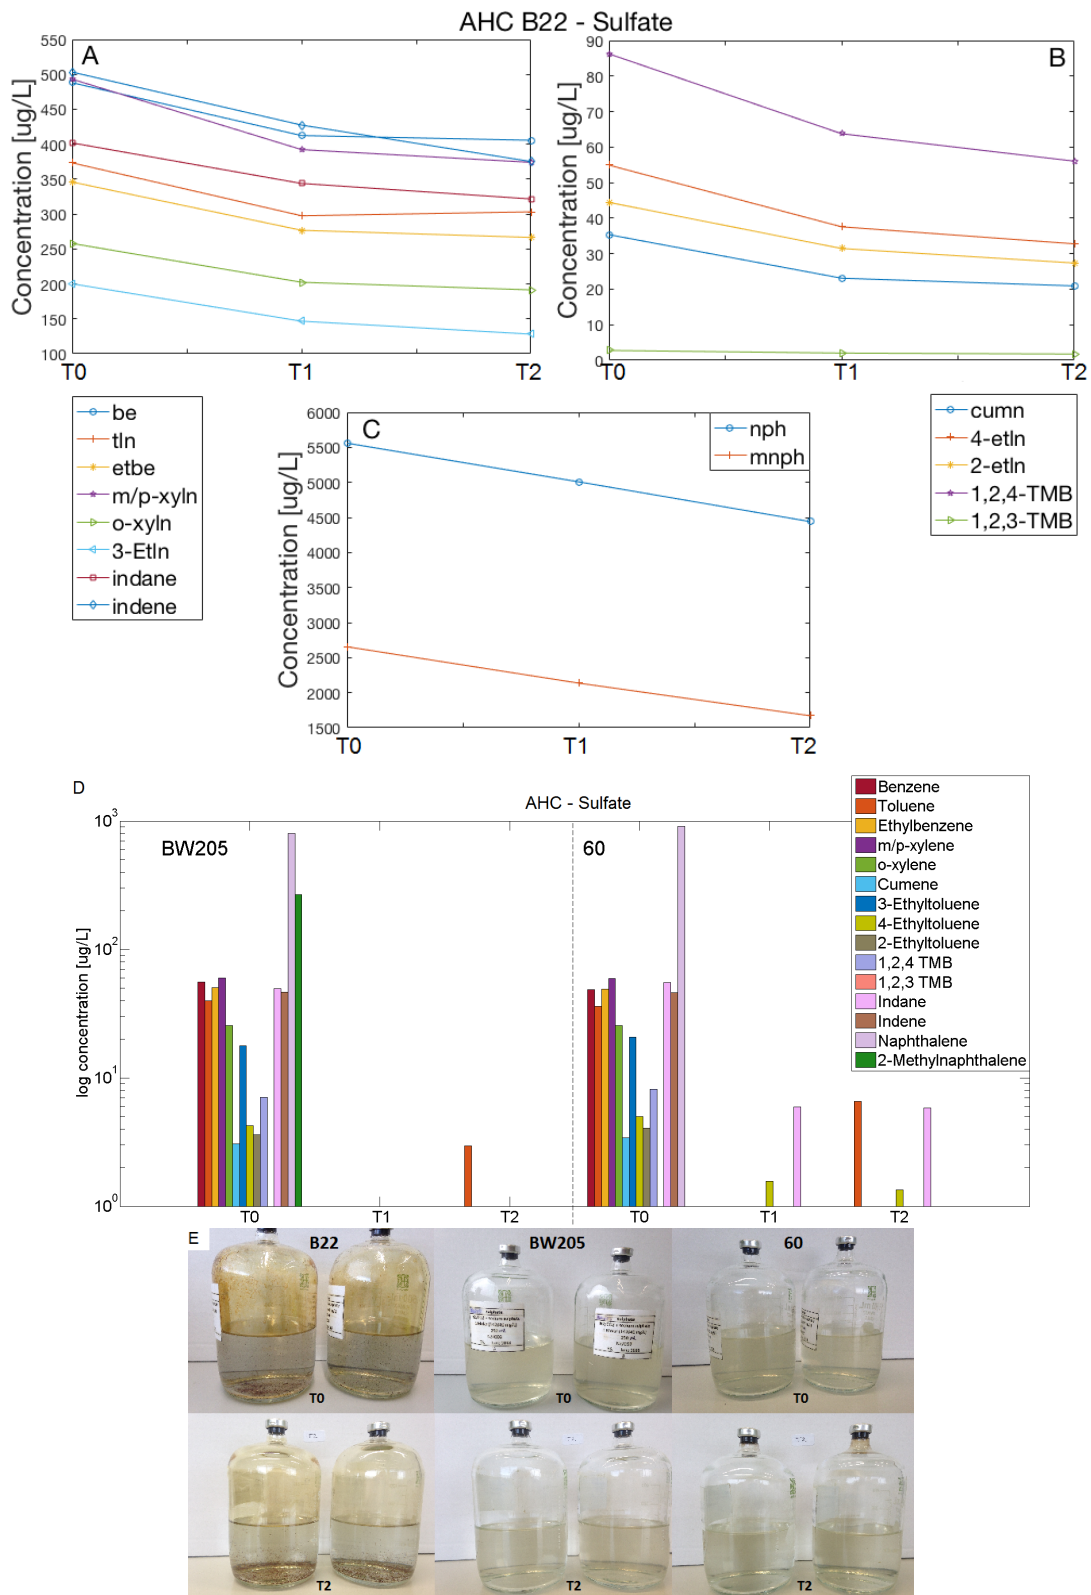 AHC B22 - Sulfate
A
Concentration [ug/L]
550
500
450
400
350
300
250
200
150
100
T0
T1
T2
B
Concentration [ug/L]
90
80
70
60
50
40
30
20
10
0
T0
T1
T2
be
tln
etbe
m/p-xyln
o-xyln
3-Etln
indane
indene
C
Concentration [ug/L]
6000
5500
5000
4500
4000
3500
3000
2500
2000
1500
T0
T1
T2
nph
mnph
cumn
4-etln
2-etln
1,2,4-TMB
1,2,3-TMB
D
AHC - Sulfate
BW205
60
log concentration [ug/L]
10^3
10^2
10^1
10^0
T0
T1
T2
T0
T1
T2
Benzene
Toluene
Ethylbenzene
m/p-xylene
o-xylene
Cumene
3-Ethyltoluene
4-Ethyltoluene
2-Ethyltoluene
1,2,4 TMB
1,2,3 TMB
Indane
Indene
Naphthalene
2-Methylnaphthalene
E
B22
BW205
60
T0
T0
T0
T2
T2
T2